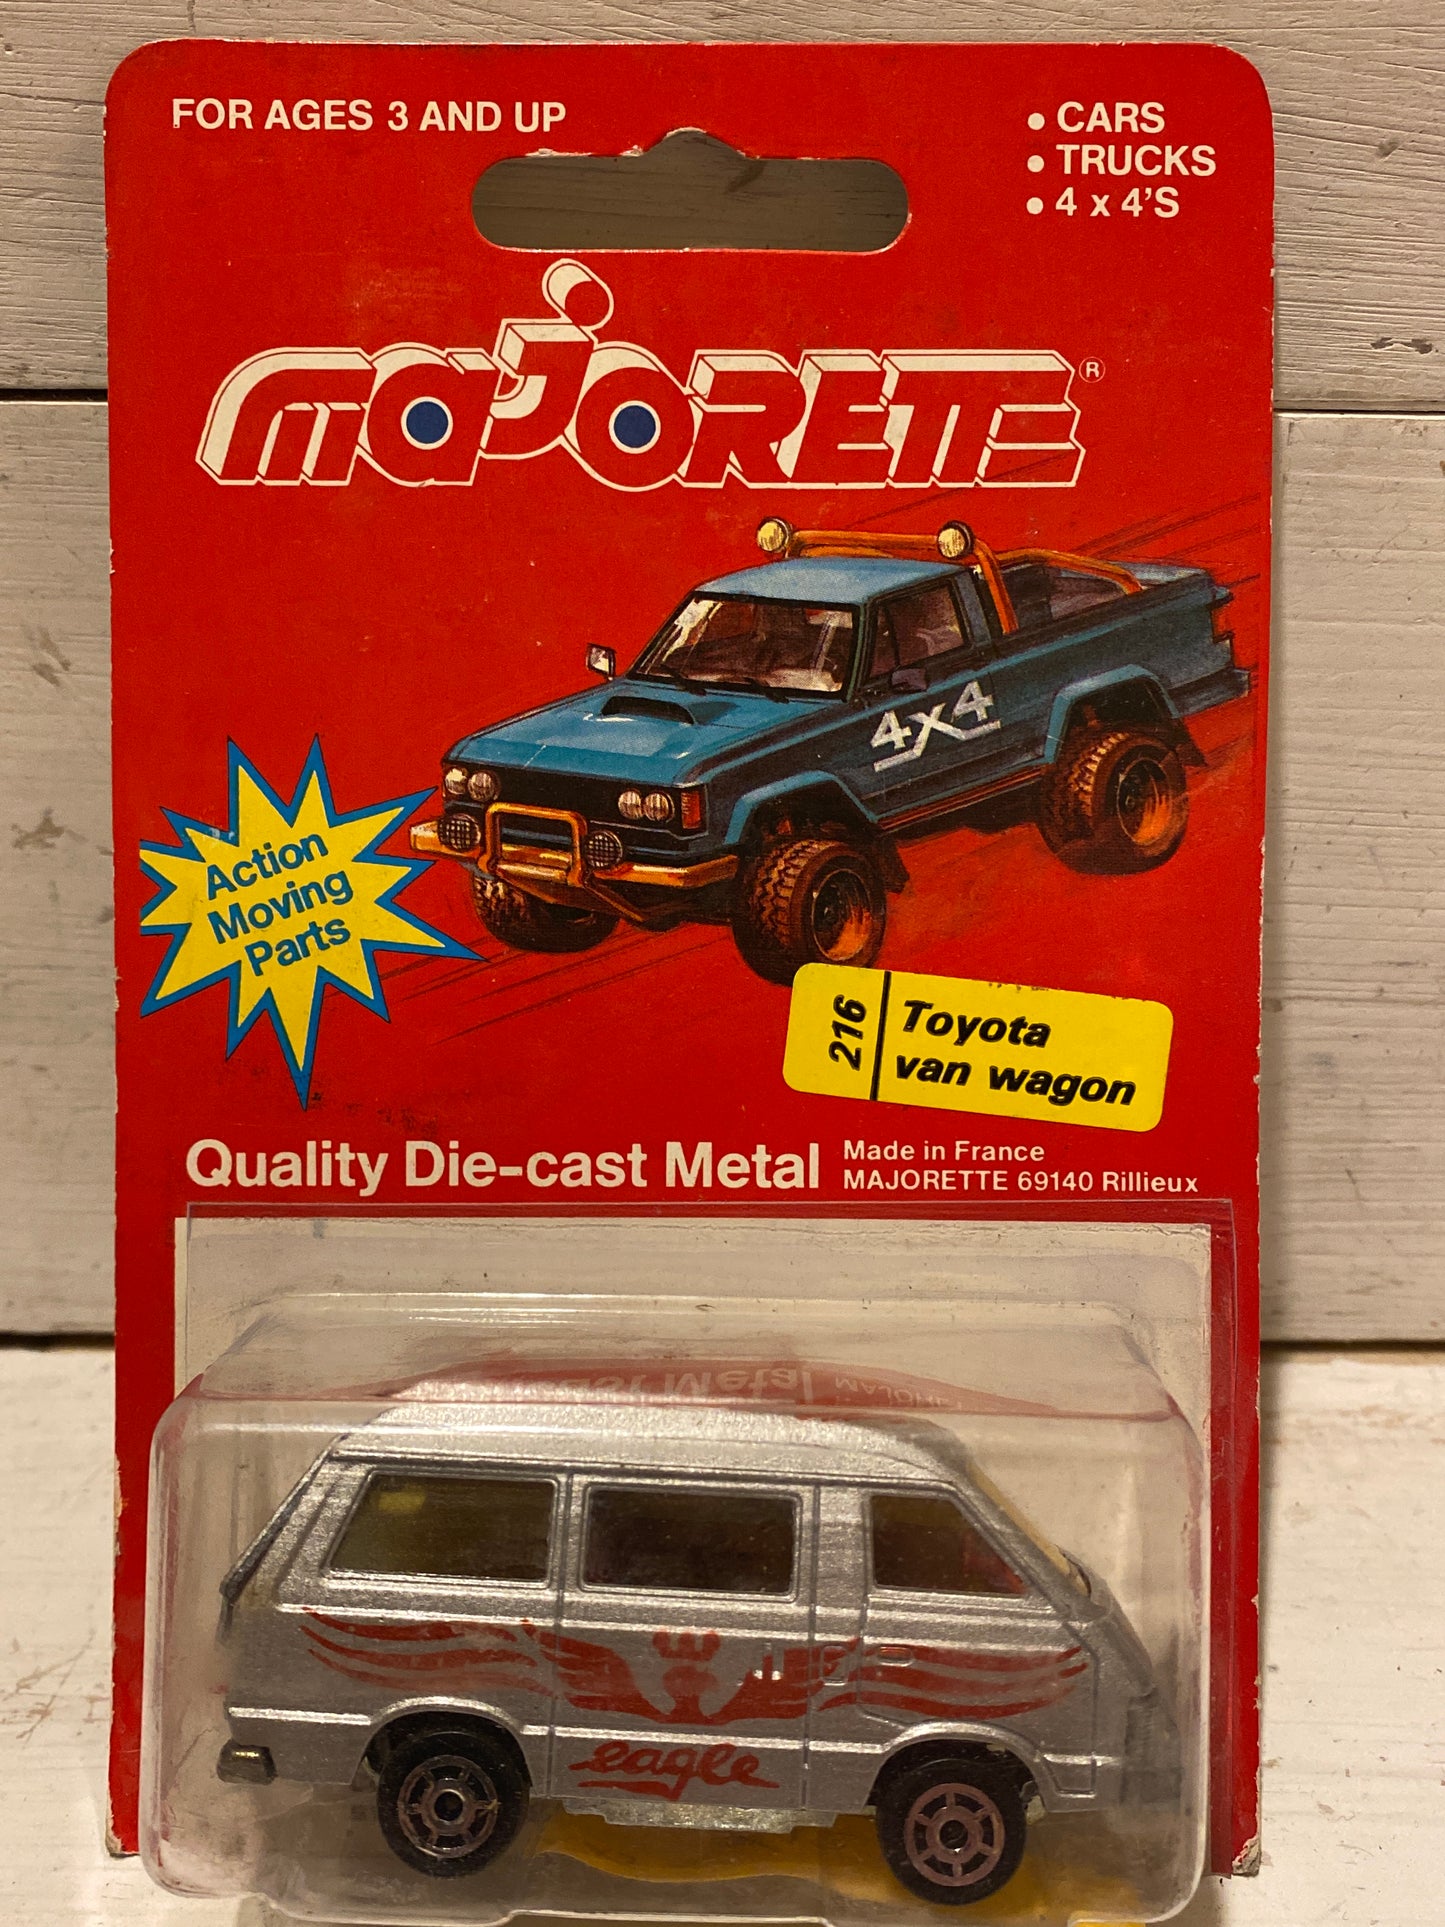 FOR AGES 3 AND UP
• CARS
• TRUCKS
• 4 x 4'S
majorette®
4x4
Action
Moving
Parts
216
Toyota
van wagon
Quality Die-cast Metal
Made in France
MAJORETTE 69140 Rillieux
eagle